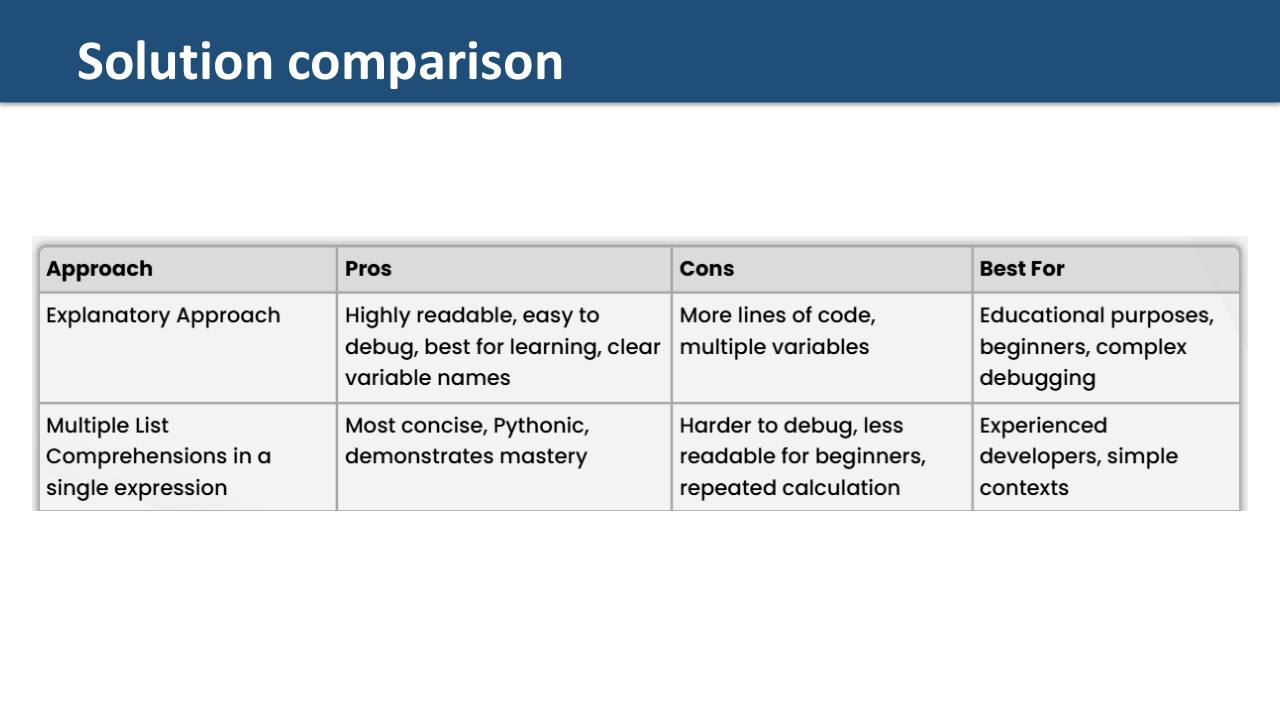 Solution comparison
Approach
Pros
Cons
Best For
Explanatory Approach
Highly readable, easy to
debug, best for learning, clear
variable names
More lines of code,
multiple variables
Educational purposes,
beginners, complex
debugging
Multiple List
Comprehensions in a
single expression
Most concise, Pythonic,
demonstrates mastery
Harder to debug, less
readable for beginners,
repeated calculation
Experienced
developers, simple
contexts